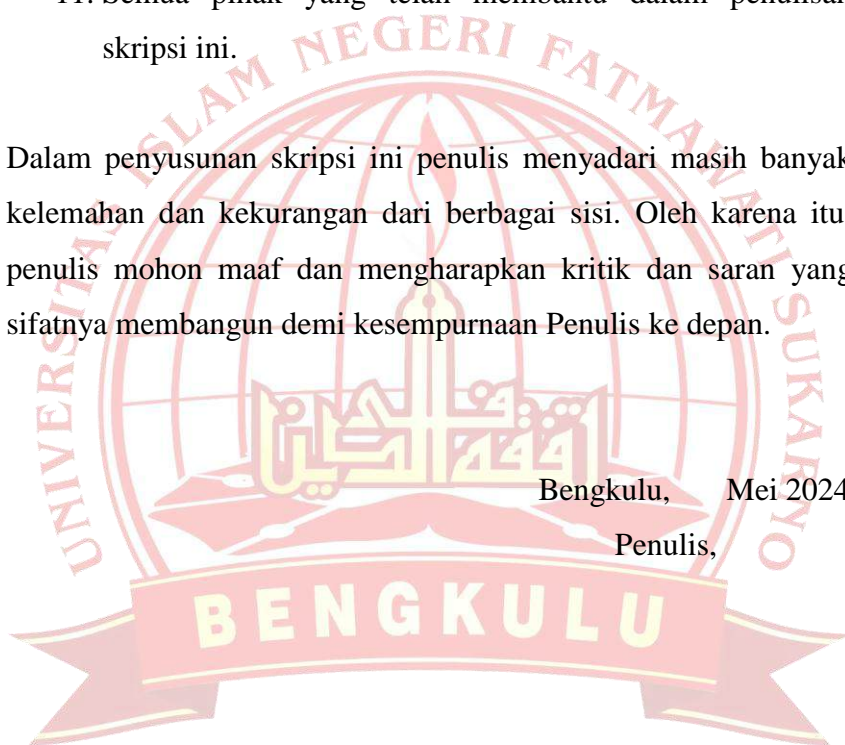 11. Semua pihak yang telah membantu dalam penulisan
skripsi ini.
Dalam penyusunan skripsi ini penulis menyadari masih banyak
kelemahan dan kekurangan dari berbagai sisi. Oleh karena itu
penulis mohon maaf dan mengharapkan kritik dan saran yang
sifatnya membangun demi kesempurnaan Penulis ke depan.
Bengkulu, Mei 2024
Penulis,
UNIVERSITAS ISLAM NEGERI FATMAWATI SUKARNO
BENGKULU